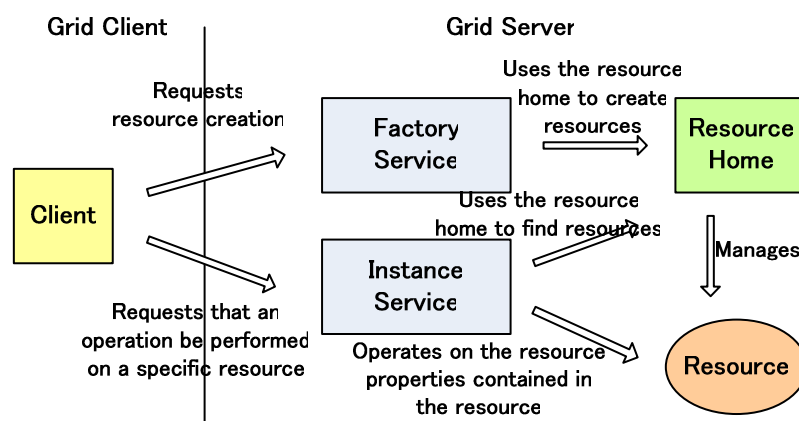 Grid Client
Grid Server
Requests
resource creation
Uses the resource
home to create
resources
Factory
Service
Resource
Home
Client
Uses the resource
home to find resources
Instance
Service
Manages
Requests that an
operation be performed
on a specific resource
Operates on the resource
properties contained in
the resource
Resource